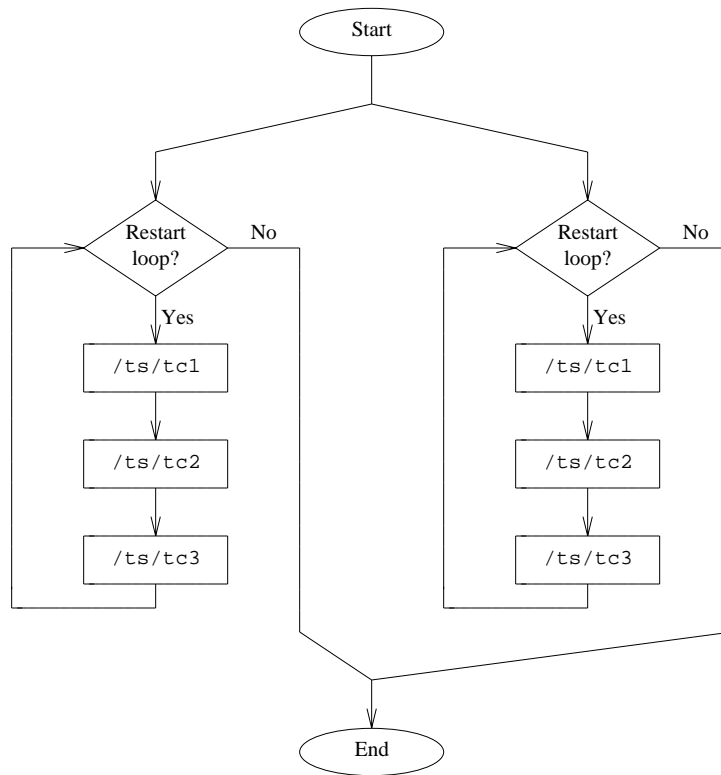 Start
Restart
loop?
No
Yes
/ts/tc1
/ts/tc2
/ts/tc3
Restart
loop?
No
Yes
/ts/tc1
/ts/tc2
/ts/tc3
End